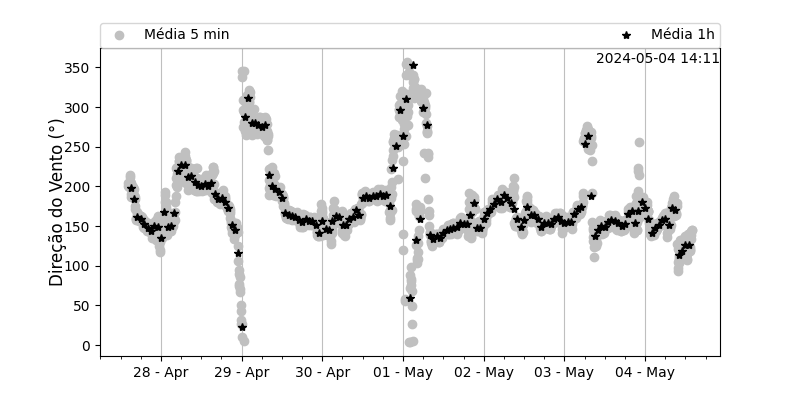 Média 5 min
Média 1h
2024-05-04 14:11
Direção do Vento (°)
350
300
250
200
150
100
50
0
28 - Apr
29 - Apr
30 - Apr
01 - May
02 - May
03 - May
04 - May